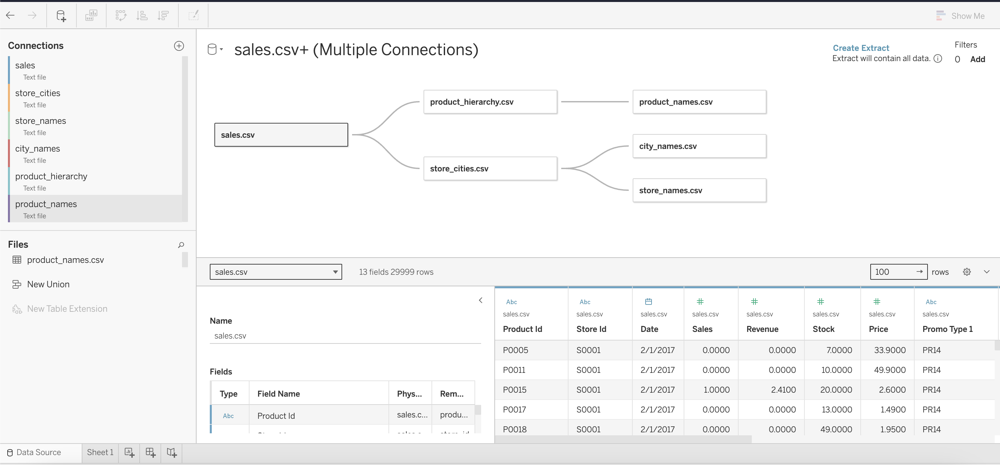 Show Me
Connections
sales
Text file
store_cities
Text file
store_names
Text file
city_names
Text file
product_hierarchy
Text file
product_names
Text file
Files
product_names.csv
New Union
New Table Extension
sales.csv+ (Multiple Connections)
Create Extract
Extract will contain all data.
Filters
0 Add
product_hierarchy.csv
product_names.csv
sales.csv
city_names.csv
store_cities.csv
store_names.csv
sales.csv 13 fields 29999 rows 100 rows
Name
sales.csv
Fields
Type Field Name Phys... Rem...
Abc Product Id sales.c... produ...
Abc Abc Abc
sales.csv sales.csv sales.csv sales.csv sales.csv sales.csv sales.csv sales.csv
Product Id Store Id Date Sales Revenue Stock Price Promo Type 1
P0005 S0001 2/1/2017 0.0000 0.0000 7.0000 33.9000 PR14
P0011 S0001 2/1/2017 0.0000 0.0000 10.0000 49.9000 PR14
P0015 S0001 2/1/2017 1.0000 2.4100 20.0000 2.6000 PR14
P0017 S0001 2/1/2017 0.0000 0.0000 13.0000 1.4900 PR14
P0018 S0001 2/1/2017 0.0000 0.0000 49.0000 1.9500 PR14
Data Source Sheet 1